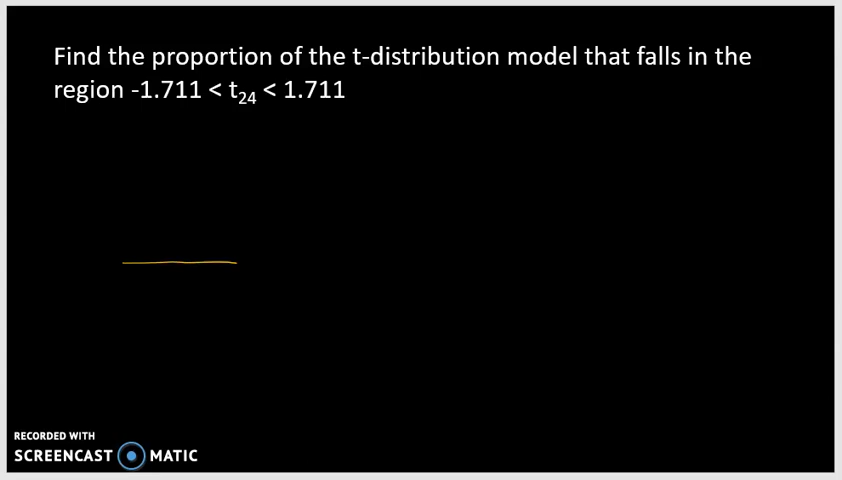 Find the proportion of the t-distribution model that falls in the
region -1.711 < t24 < 1.711
RECORDED WITH
SCREENCAST MATIC